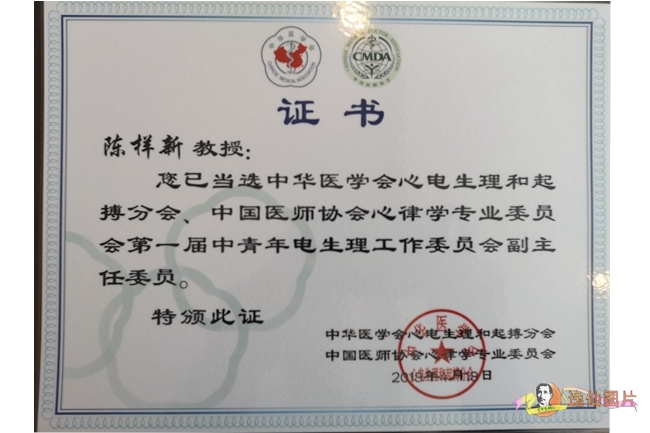 CMDA
证书
陈样新 教授:
您已当选中华医学会心电生理和起
搏分会、中国医师协会心律学专业委员
会第一届中青年电生理工作委员会副主
任委员。
特颁此证
中华医学会心电生理和起搏分会
中国医师协会心律学专业委员会